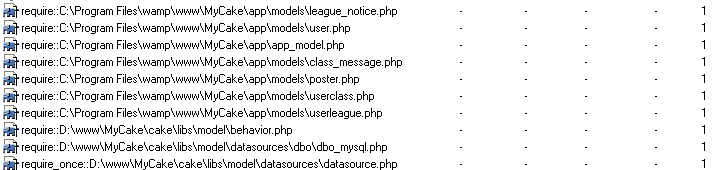 require::C:\Program Files\wamp\www\MyCake\app\models\league_notice.php - - - - 1
require::C:\Program Files\wamp\www\MyCake\app\models\user.php - - - - 1
require::C:\Program Files\wamp\www\MyCake\app\app_model.php - - - - 1
require::C:\Program Files\wamp\www\MyCake\app\models\class_message.php - - - - 1
require::C:\Program Files\wamp\www\MyCake\app\models\poster.php - - - - 1
require::C:\Program Files\wamp\www\MyCake\app\models\userclass.php - - - - 1
require::C:\Program Files\wamp\www\MyCake\app\models\userleague.php - - - - 1
require::D:\www\MyCake\cake\libs\model\behavior.php - - - - 1
require::D:\www\MyCake\cake\libs\model\datasources\dbo\dbo_mysql.php - - - - 1
require_once::D:\www\MyCake\cake\libs\model\datasources\datasource.php - - - - 1